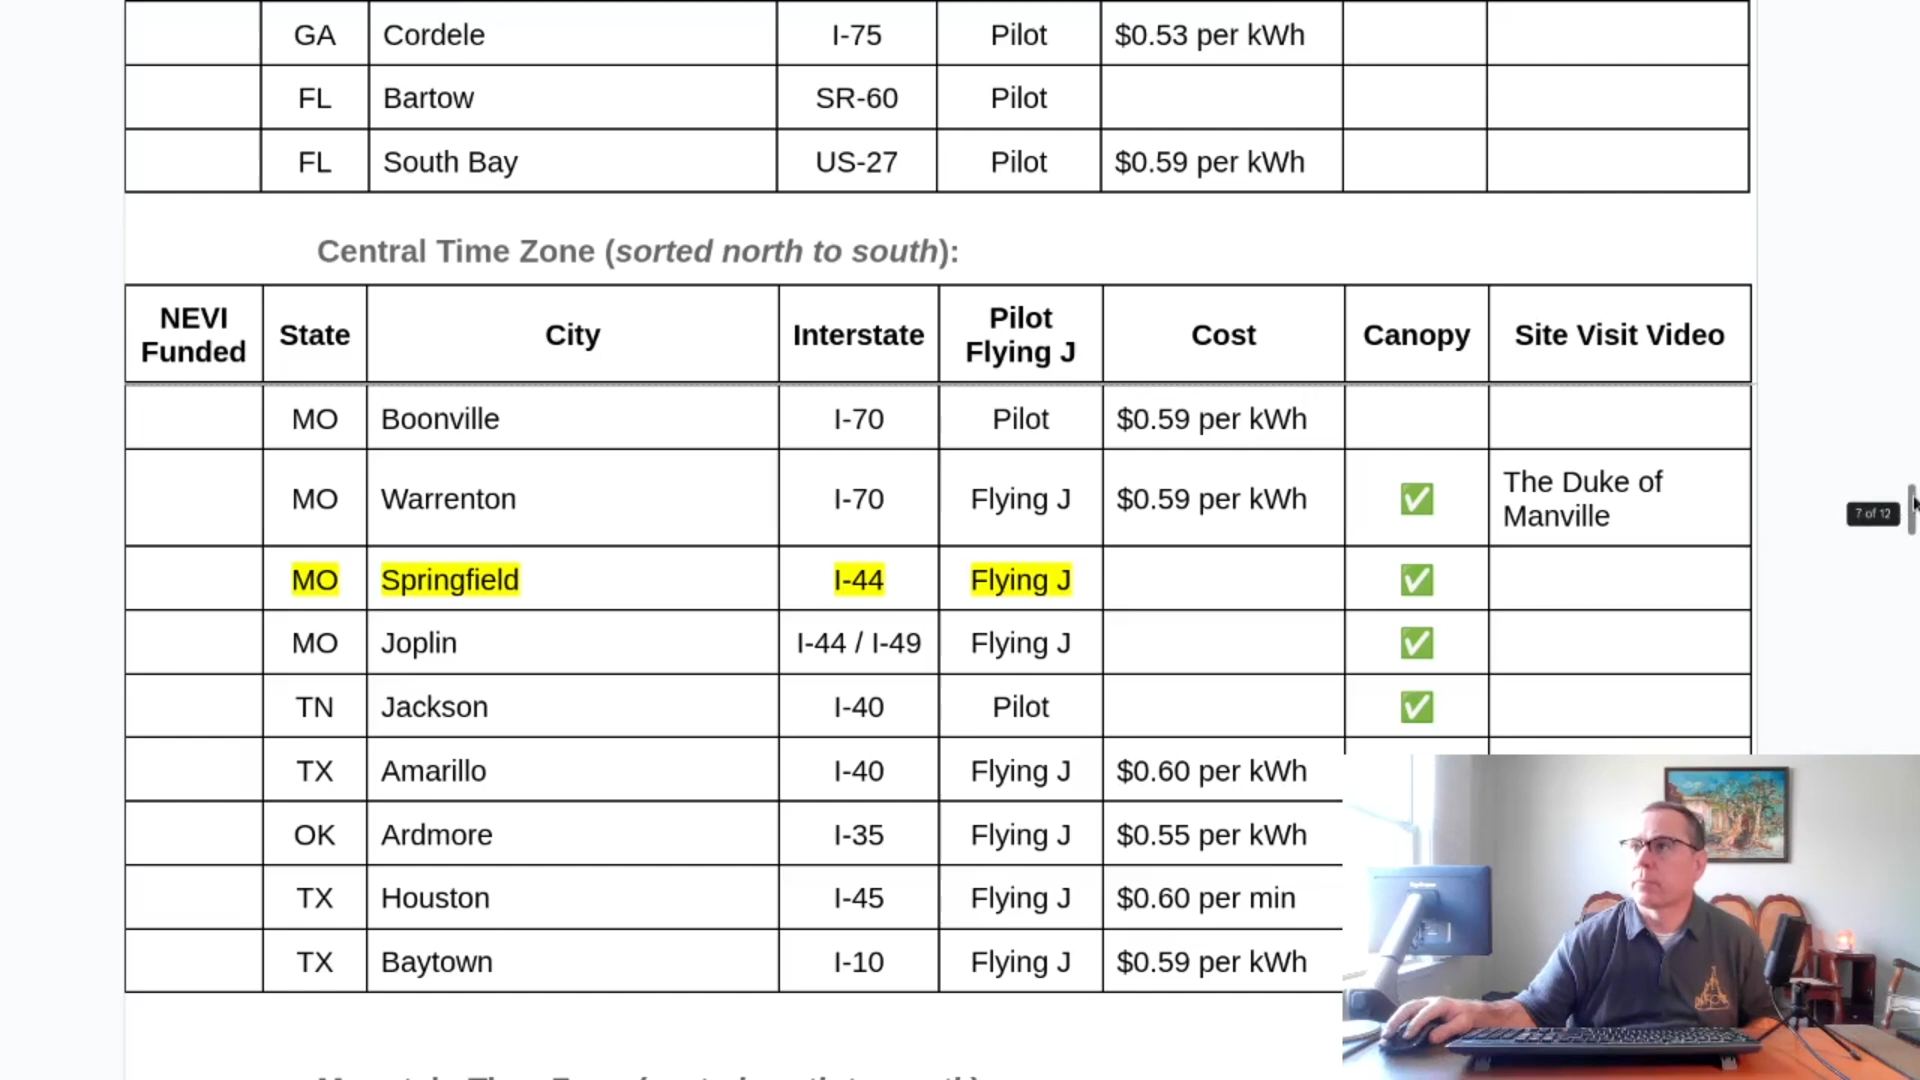 GA Cordele I-75 Pilot $0.53 per kWh
FL Bartow SR-60 Pilot
FL South Bay US-27 Pilot $0.59 per kWh
Central Time Zone (sorted north to south):
NEVI Funded State City Interstate Pilot Flying J Cost Canopy Site Visit Video
MO Boonville I-70 Pilot $0.59 per kWh
MO Warrenton I-70 Flying J $0.59 per kWh ✅ The Duke of Manville
7 of 12
MO Springfield I-44 Flying J ✅
MO Joplin I-44 / I-49 Flying J ✅
TN Jackson I-40 Pilot ✅
TX Amarillo I-40 Flying J $0.60 per kWh
OK Ardmore I-35 Flying J $0.55 per kWh
TX Houston I-45 Flying J $0.60 per min
TX Baytown I-10 Flying J $0.59 per kWh